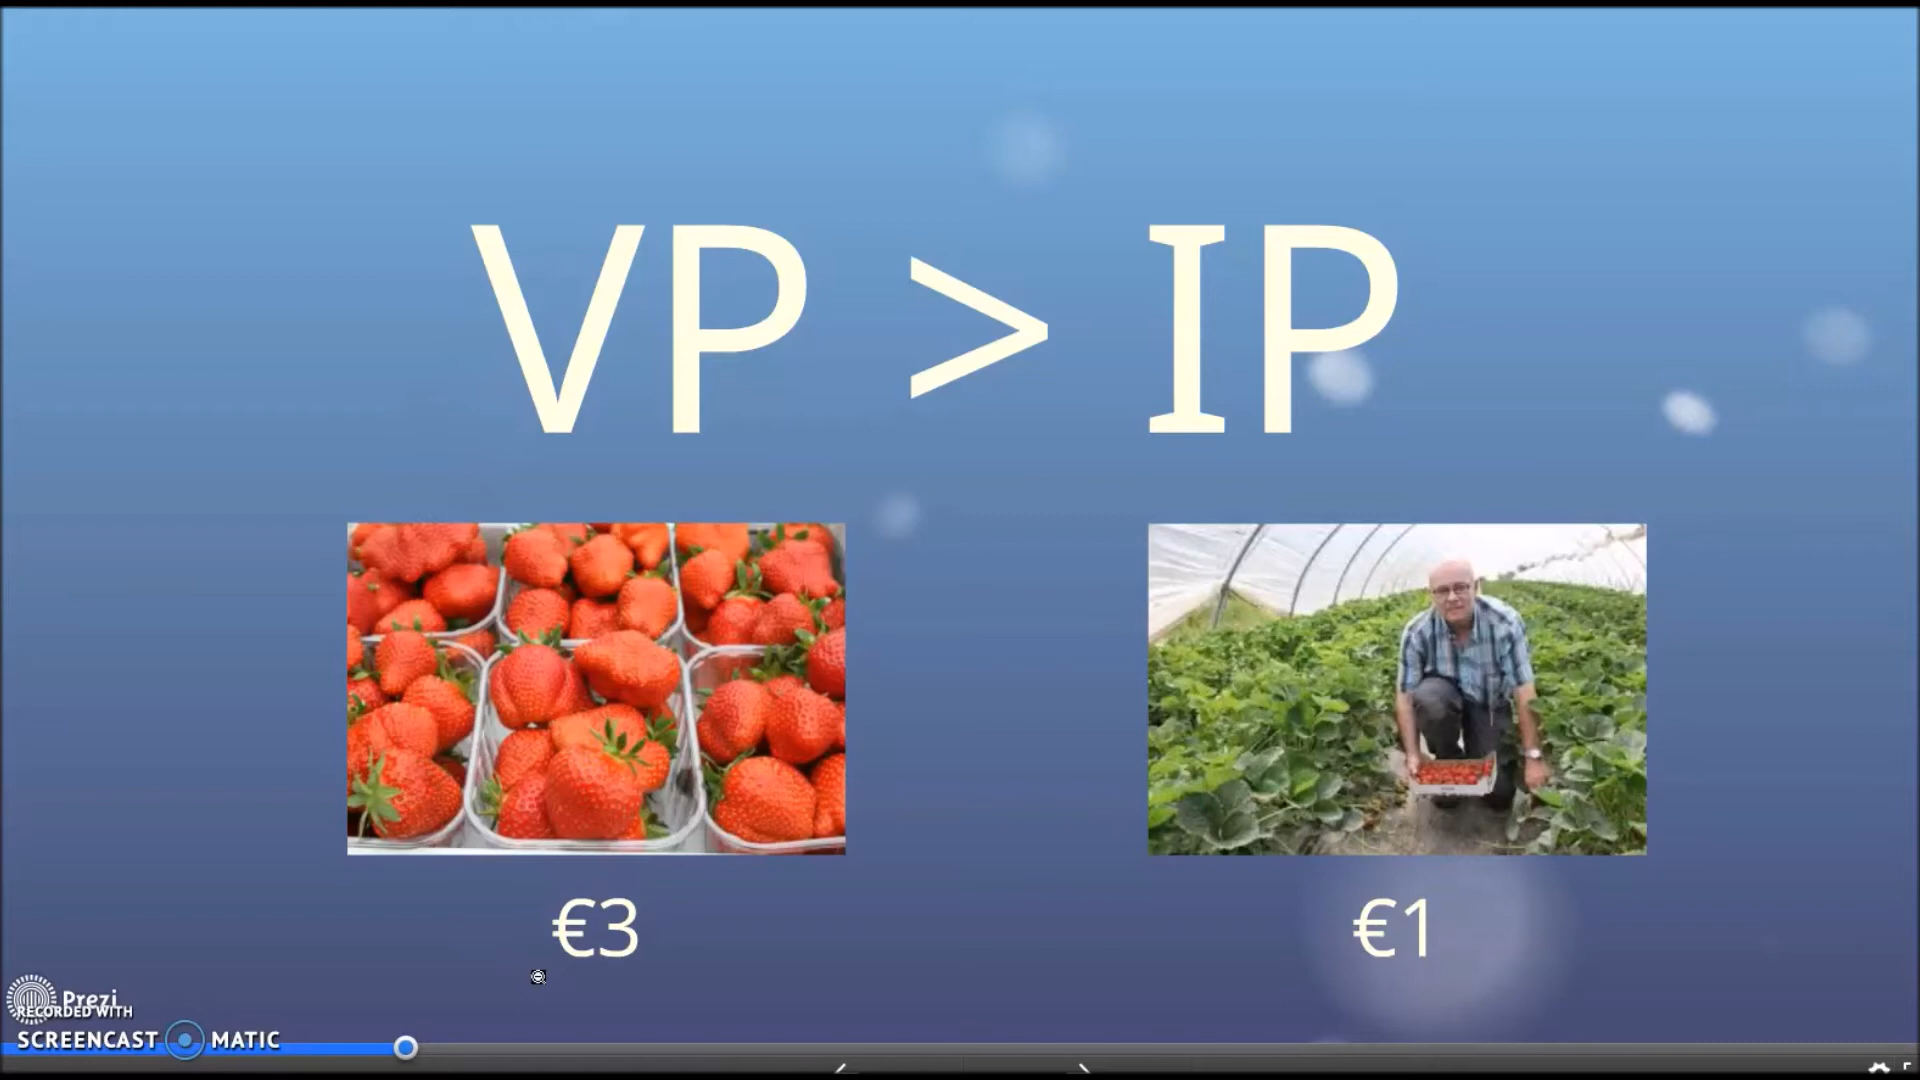 VP > IP
€3
€1
Prezi
RECORDED WITH
SCREENCAST MATIC